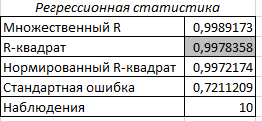 Регрессионная статистика
Множественный R 0,9989173
R-квадрат 0,9978358
Нормированный R-квадрат 0,9972174
Стандартная ошибка 0,7211209
Наблюдения 10